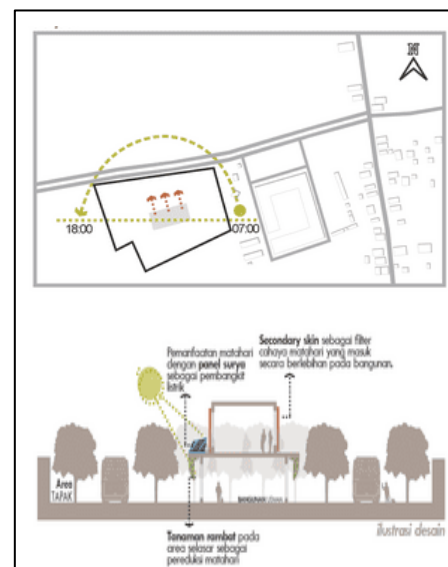 N
18:00
07:00
Pemanfaatan matahari
dengan panel surya
sebagai pembangkit
listrik
Secondary skin sebagai filter
cahaya matahari yang masuk
secara berlebihan pada bangunan.
Area
TAPAK
BANGUNAN
Tanaman rambat pada
area selasar sebagai
pereduksi matahari
ilustrasi desain